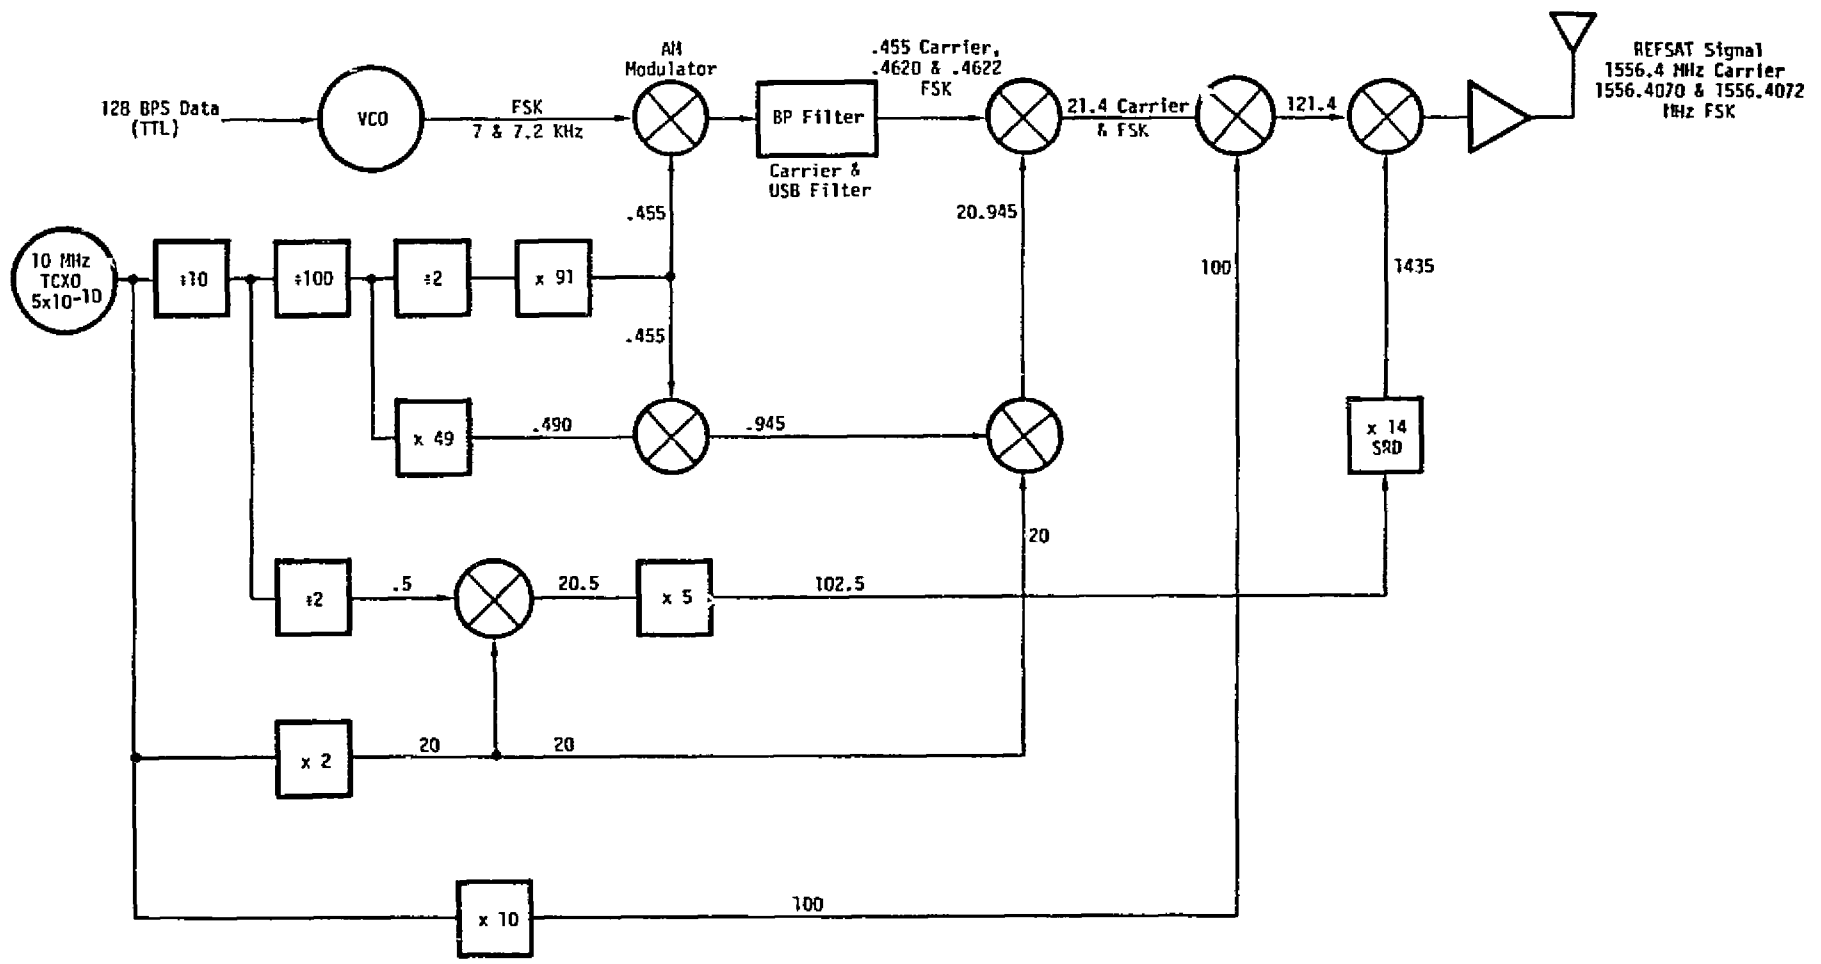 AM
Modulator
.455 Carrier,
.4620 & .4622
FSK
REFSAT Signal
1556.4 MHz Carrier
1556.4070 & 1556.4072
MHz FSK
128 BPS Data
(TTL)
VCO
FSK
7 & 7.2 KHz
BP Filter
Carrier &
USB Filter
21.4 Carrier
& FSK
121.4
.455
20.945
10 MHz
TCXO
5x10-10
÷10
÷100
÷2
x 91
100
1435
.455
x 49
.490
.945
x 14
SRD
20
÷2
.5
20.5
x 5
102.5
x 2
20
20
x 10
100